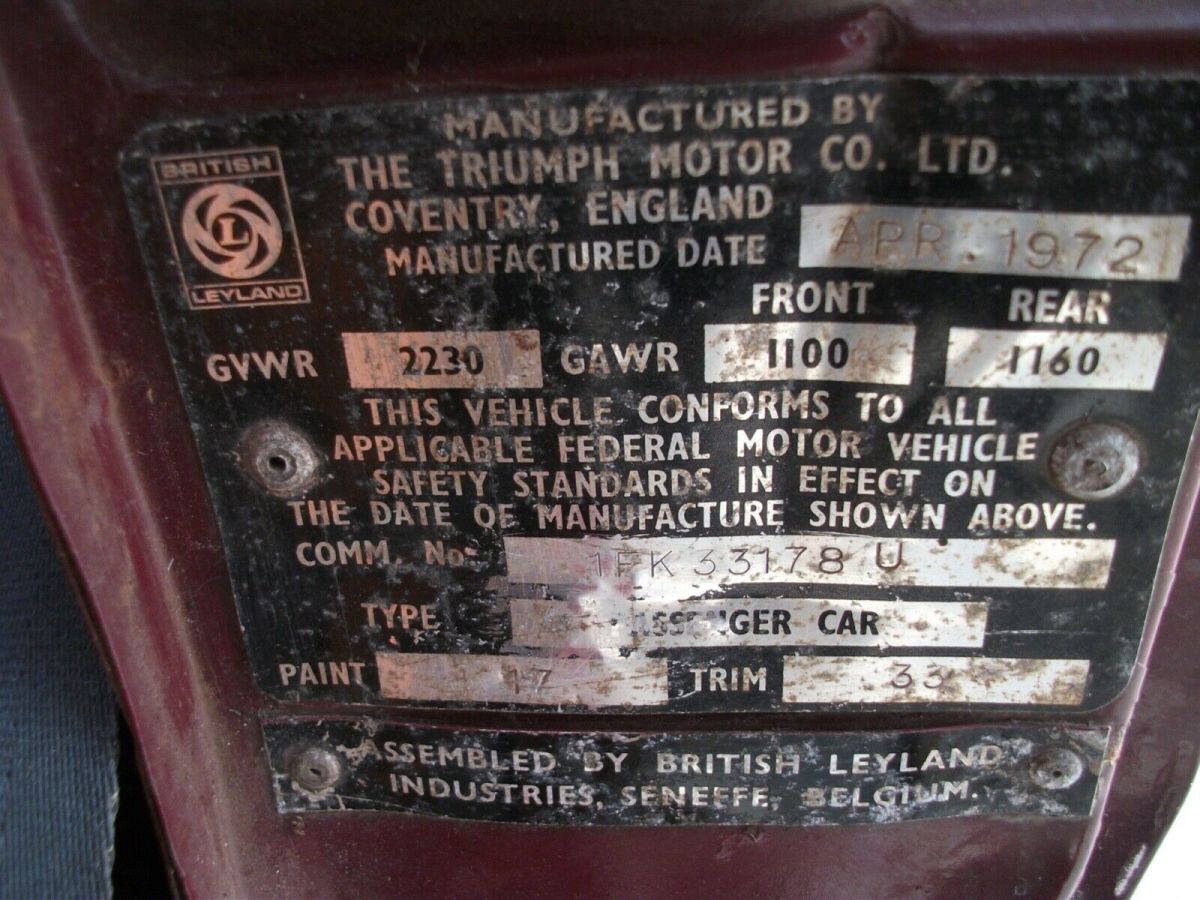 MANUFACTURED BY
THE TRIUMPH MOTOR CO. LTD.
COVENTRY, ENGLAND
BRITISH
L
LEYLAND
MANUFACTURED DATE APR. 1972
FRONT REAR
GVWR 2230 GAWR 1100 1160
THIS VEHICLE CONFORMS TO ALL
APPLICABLE FEDERAL MOTOR VEHICLE
SAFETY STANDARDS IN EFFECT ON
THE DATE OF MANUFACTURE SHOWN ABOVE.
COMM. No: 1FK 33178 U
TYPE PASSENGER CAR
PAINT 17 TRIM 33
ASSEMBLED BY BRITISH LEYLAND
INDUSTRIES, SENEFFE, BELGIUM.